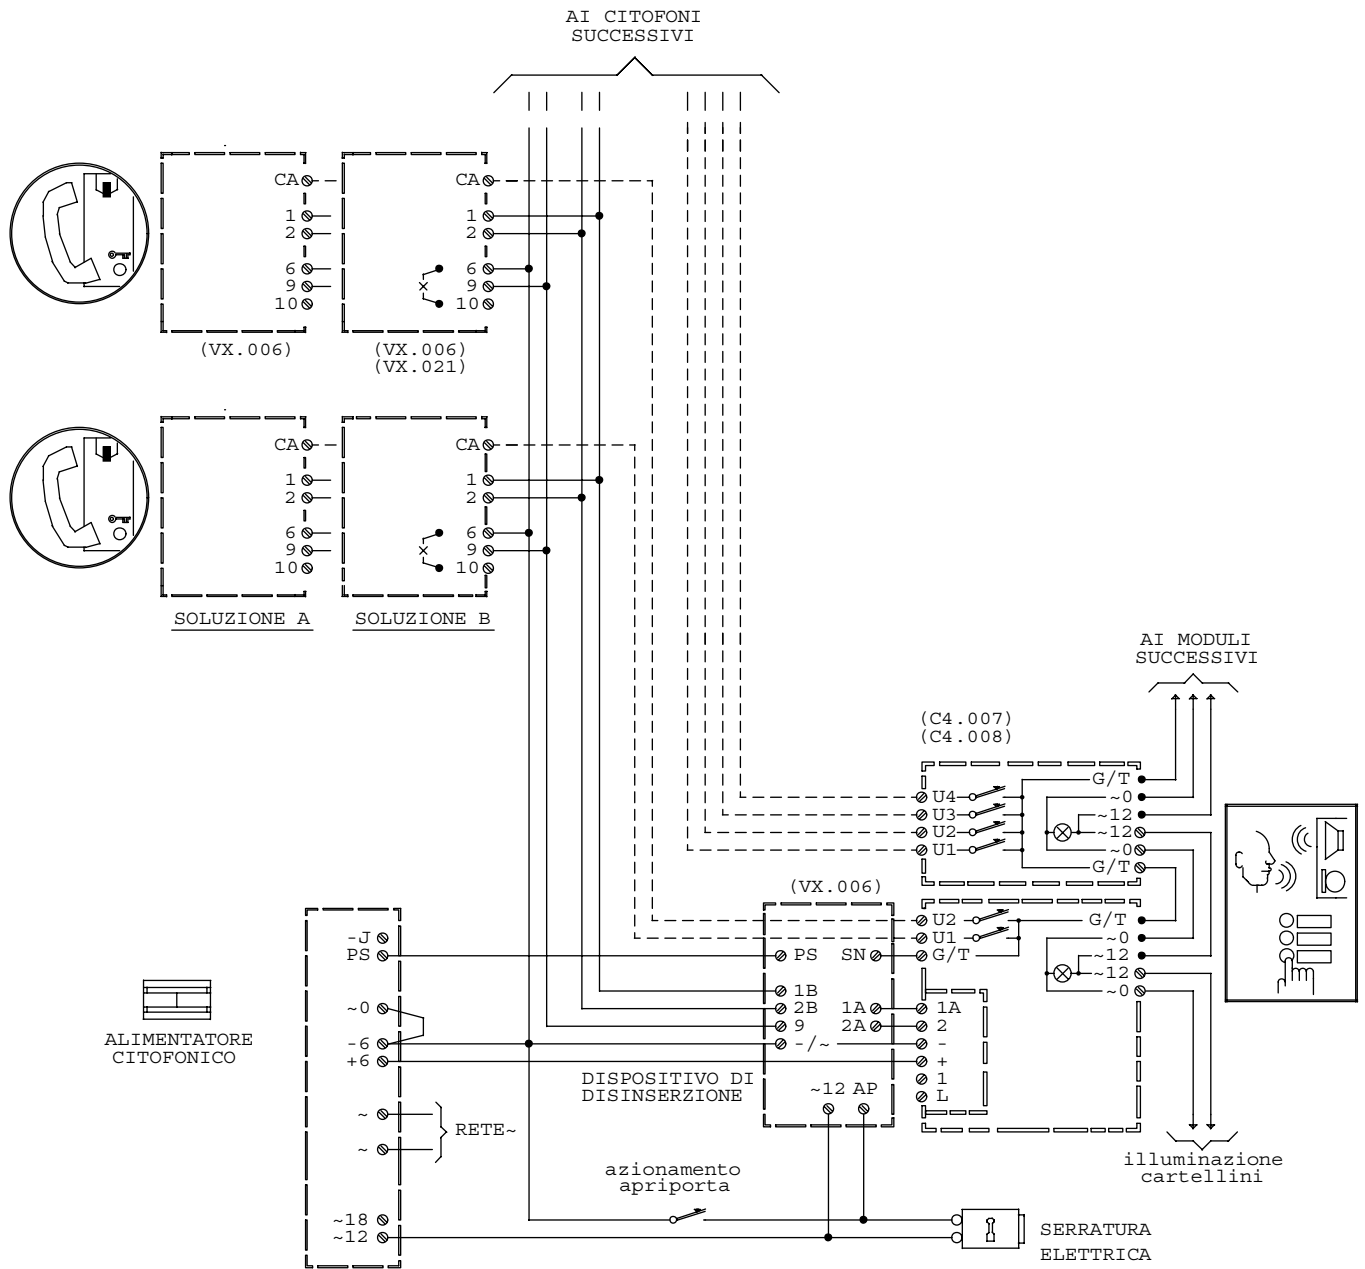 AI CITOFONI
SUCCESSIVI
CA
1
2
6
9
10
(VX.006)
CA
1
2
6
9
10
(VX.006)
(VX.021)
CA
1
2
6
9
10
SOLUZIONE A
CA
1
2
6
9
10
SOLUZIONE B
AI MODULI
SUCCESSIVI
(C4.007)
(C4.008)
G/T
U4 ~0
U3 ~12
U2 ~12
U1 ~0
G/T
(VX.006)
U2 G/T
U1 ~0
G/T ~12
~12
~0
1A
2
-
+
1
L
PS SN
1B
2B 1A
9 2A
-/~
~12 AP
DISPOSITIVO DI
DISINSERZIONE
-J
PS
~0
-6
+6
~
~
RETE~
~18
~12
ALIMENTATORE
CITOFONICO
azionamento
apriporta
illuminazione
cartellini
SERRATURA
ELETTRICA